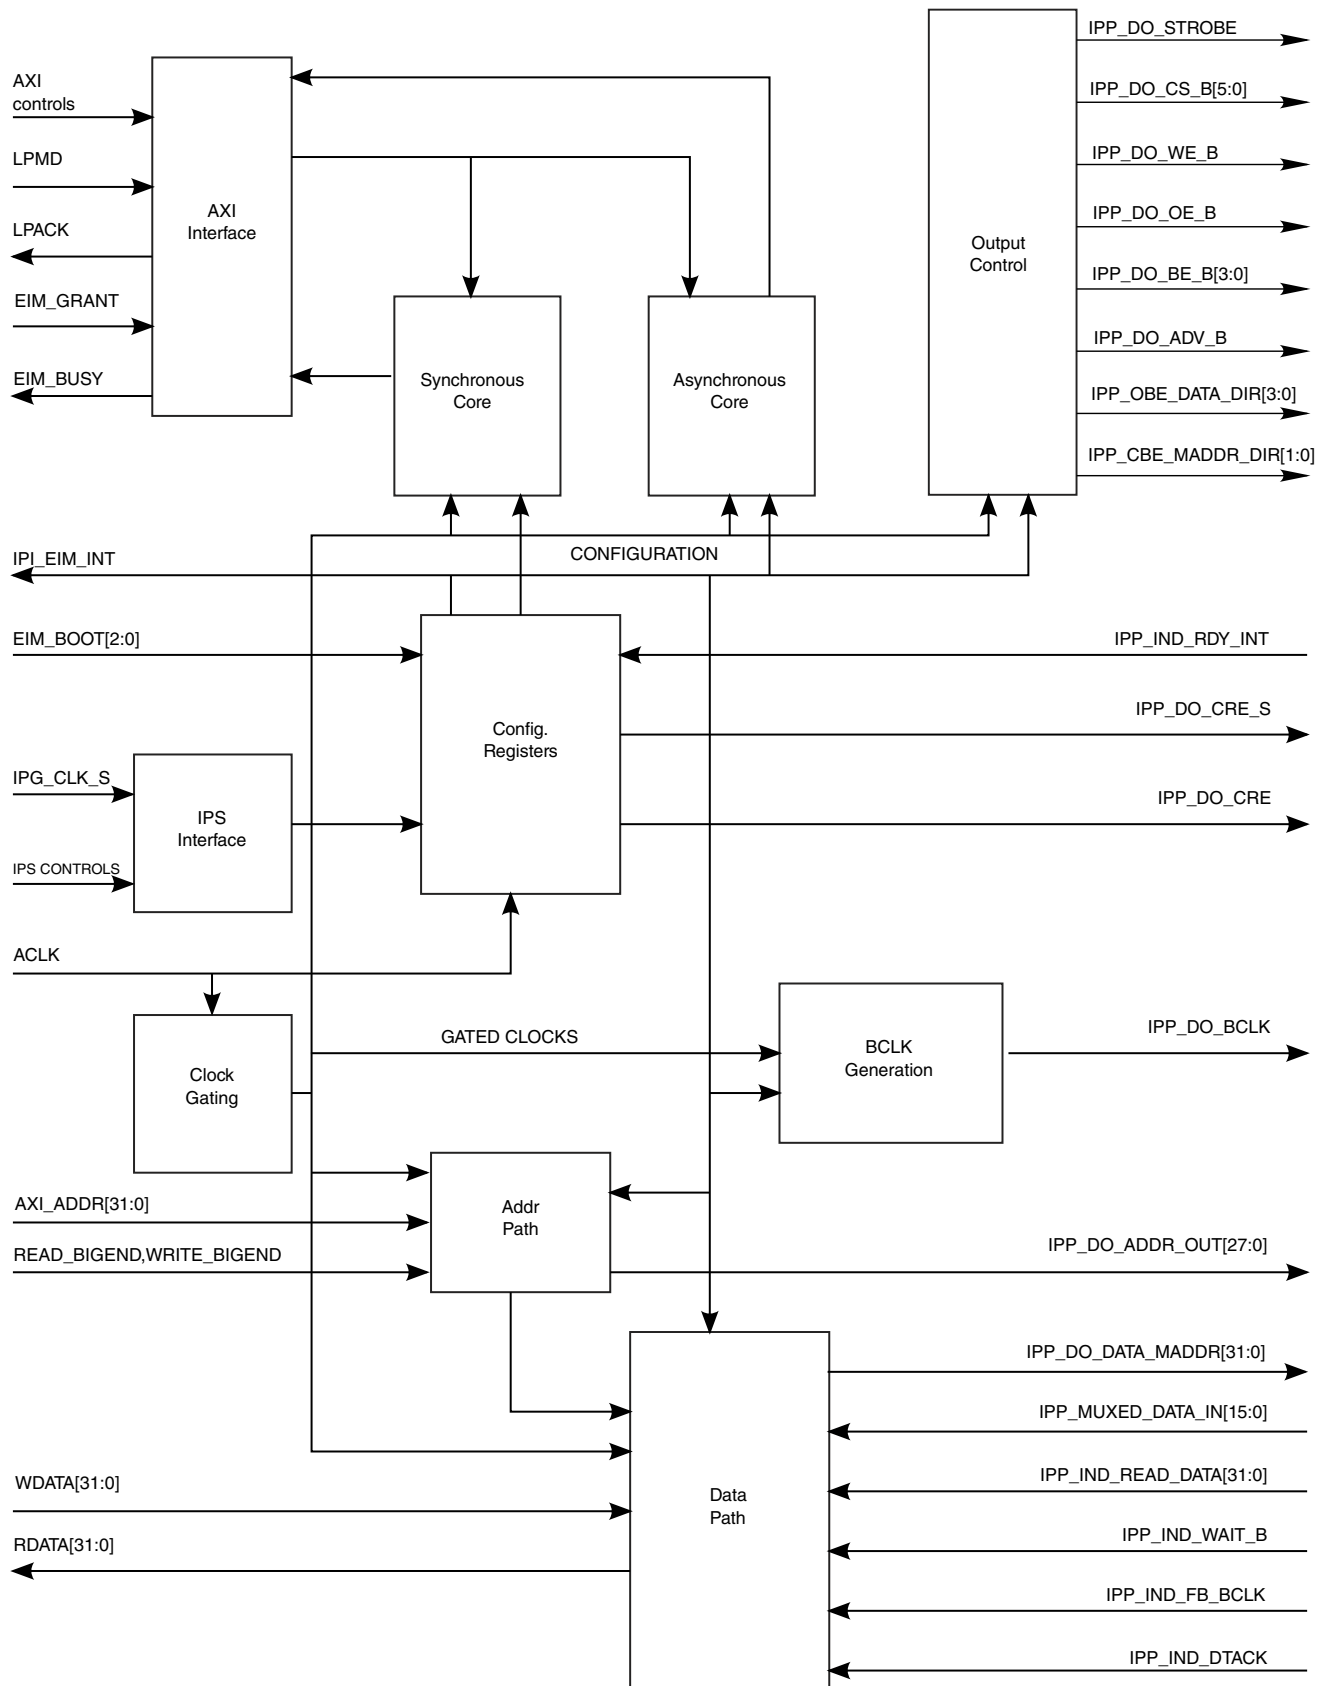 IPP_DO_STROBE
AXI
controls
IPP_DO_CS_B[5:0]
LPMD
IPP_DO_WE_B
LPACK
AXI
Interface
IPP_DO_OE_B
Output
Control
EIM_GRANT
IPP_DO_BE_B[3:0]
IPP_DO_ADV_B
EIM_BUSY
Synchronous
Core
Asynchronous
Core
IPP_OBE_DATA_DIR[3:0]
IPP_CBE_MADDR_DIR[1:0]
IPI_EIM_INT
CONFIGURATION
EIM_BOOT[2:0]
IPP_IND_RDY_INT
IPP_DO_CRE_S
Config.
Registers
IPG_CLK_S
IPP_DO_CRE
IPS
Interface
IPS CONTROLS
ACLK
GATED CLOCKS
IPP_DO_BCLK
BCLK
Generation
Clock
Gating
AXI_ADDR[31:0]
Addr
Path
READ_BIGEND,WRITE_BIGEND
IPP_DO_ADDR_OUT[27:0]
IPP_DO_DATA_MADDR[31:0]
IPP_MUXED_DATA_IN[15:0]
WDATA[31:0]
IPP_IND_READ_DATA[31:0]
Data
Path
RDATA[31:0]
IPP_IND_WAIT_B
IPP_IND_FB_BCLK
IPP_IND_DTACK